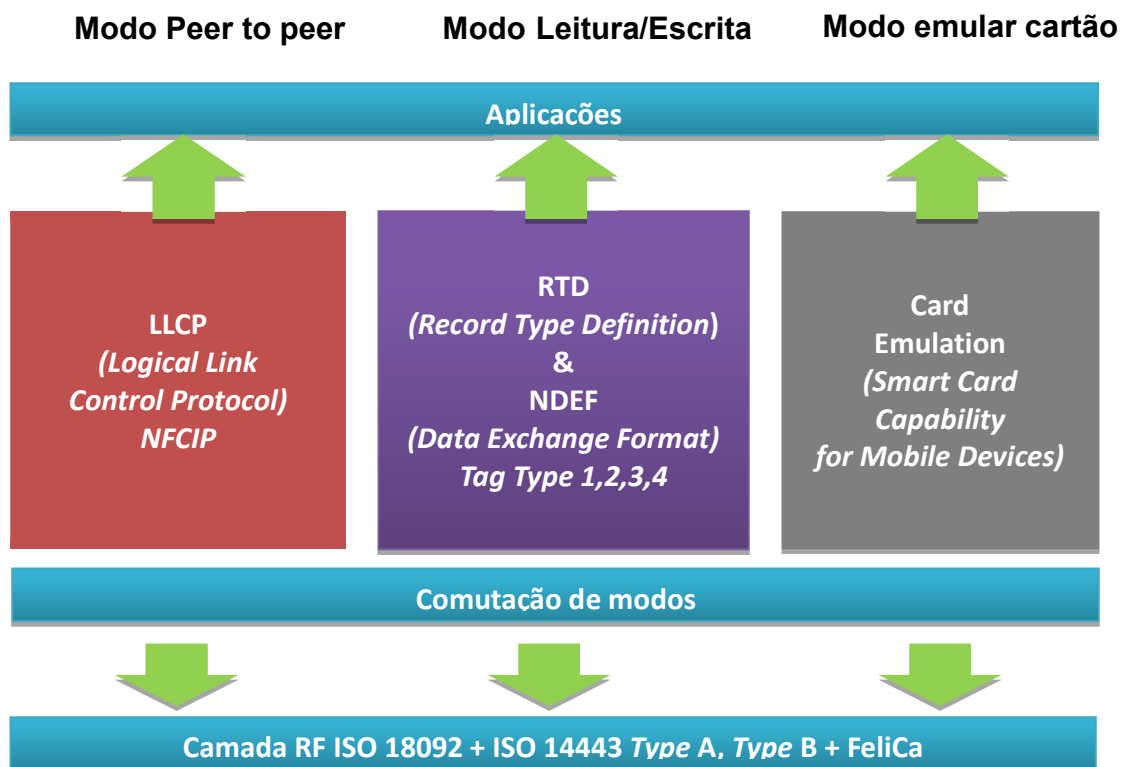 Modo Peer to peer
Modo Leitura/Escrita
Modo emular cartão
Aplicações
LLCP
(Logical Link
Control Protocol)
NFCIP
RTD
(Record Type Definition)
&
NDEF
(Data Exchange Format)
Tag Type 1,2,3,4
Card
Emulation
(Smart Card
Capability
for Mobile Devices)
Comutação de modos
Camada RF ISO 18092 + ISO 14443 Type A, Type B + FeliCa